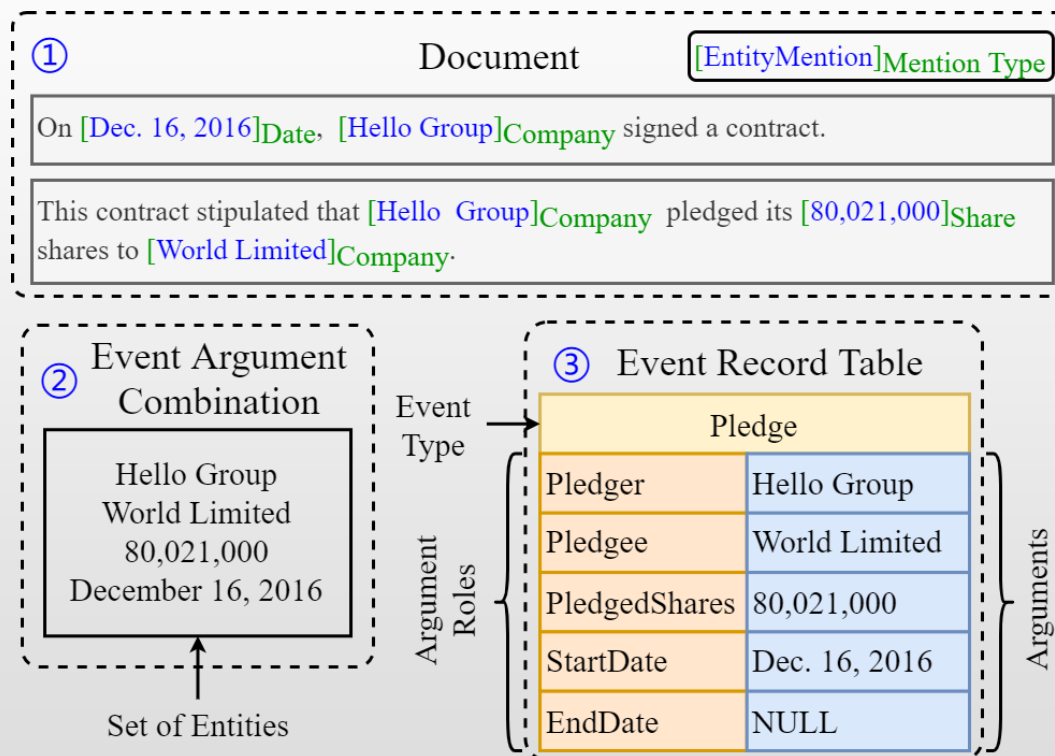 ① Document [EntityMention]Mention Type
On [Dec. 16, 2016]Date, [Hello Group]Company signed a contract.
This contract stipulated that [Hello Group]Company pledged its [80,021,000]Share
shares to [World Limited]Company.
② Event Argument
Combination
Hello Group
World Limited
80,021,000
December 16, 2016
Set of Entities
③ Event Record Table
Event
Type
Pledge
Argument
Roles
Pledger Hello Group
Pledgee World Limited
PledgedShares 80,021,000
StartDate Dec. 16, 2016
EndDate NULL
Arguments